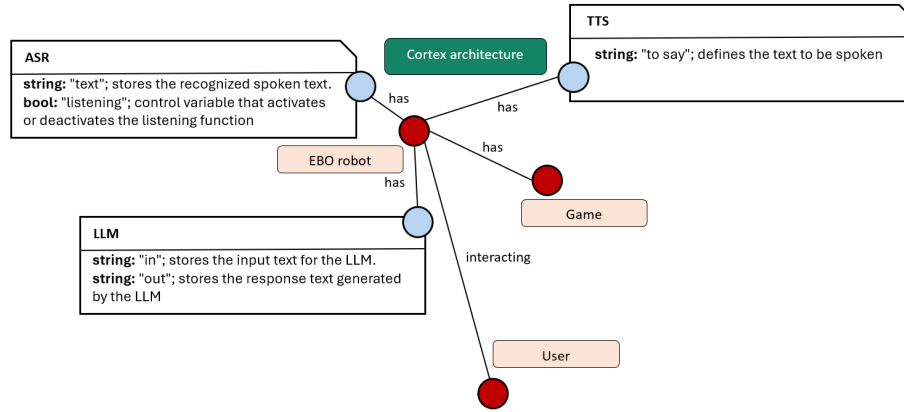 TTS
string: "to say"; defines the text to be spoken
Cortex architecture
ASR
string: "text"; stores the recognized spoken text.
bool: "listening"; control variable that activates
or deactivates the listening function
has
has
has
EBO robot
has
Game
LLM
string: "in"; stores the input text for the LLM.
string: "out"; stores the response text generated
by the LLM
interacting
User